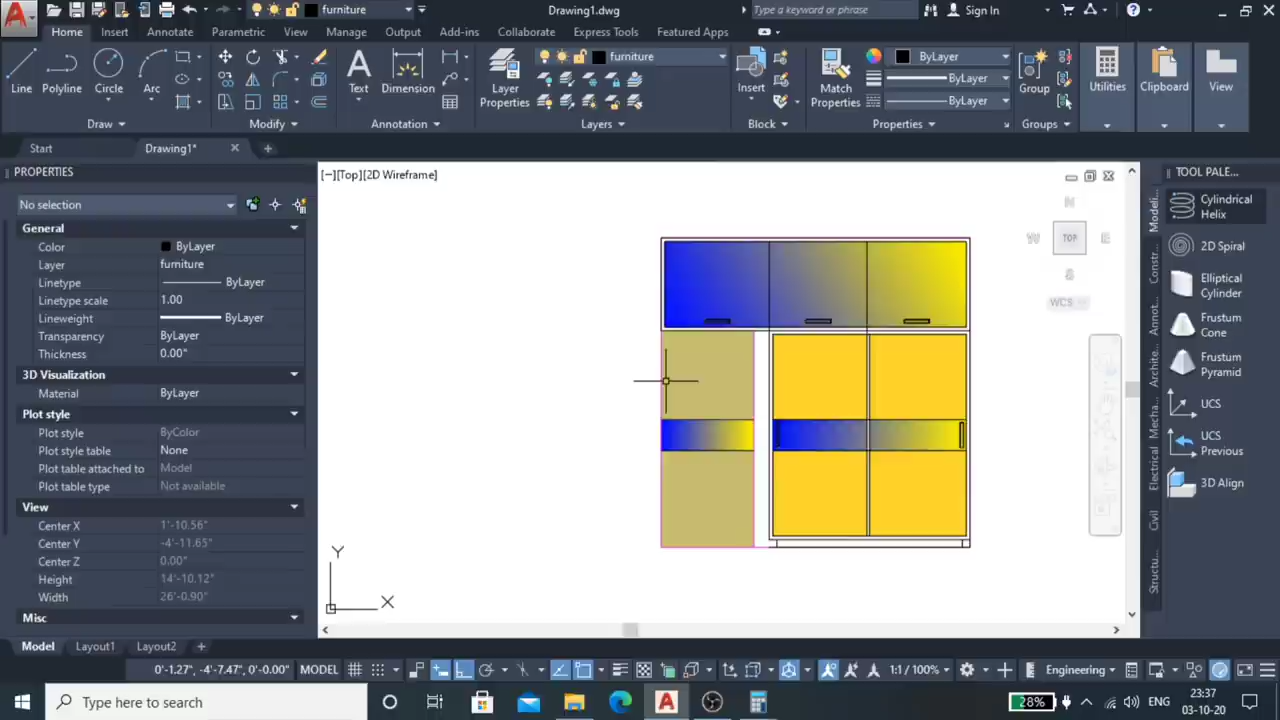 furniture
Drawing1.dwg
Type a keyword or phrase
Sign In
Home Insert Annotate Parametric View Manage Output Add-ins Collaborate Express Tools Featured Apps
Line Polyline Circle Arc
Text Dimension
Layer Properties
furniture
Insert
Match Properties
ByLayer
ByLayer
ByLayer
Group
Utilities
Clipboard
View
Draw Modify Annotation Layers Block Properties Groups
Start Drawing1*
PROPERTIES
No selection
General
Color ByLayer
Layer furniture
Linetype ByLayer
Linetype scale 1.00
Lineweight ByLayer
Transparency ByLayer
Thickness 0.00"
3D Visualization
Material ByLayer
Plot style
Plot style ByColor
Plot style table None
Plot table attached to Model
Plot table type Not available
View
Center X 1'-10.56"
Center Y -4'-11.65"
Center Z 0.00"
Height 14'-10.12"
Width 26'-0.90"
Misc
[−][Top][2D Wireframe]
N
W TOP E
S
WCS
Y
X
TOOL PALE...
Cylindrical Helix
2D Spiral
Elliptical Cylinder
Frustum Cone
Frustum Pyramid
UCS
UCS Previous
3D Align
Modeli...
Constr...
Annot...
Archite...
Mecha...
Electrical
Civil
Structu...
Model Layout1 Layout2
0'-1.27", -4'-7.47", 0'-0.00" MODEL
1:1 / 100%
Engineering
Type here to search
28%
ENG
23:37
03-10-20